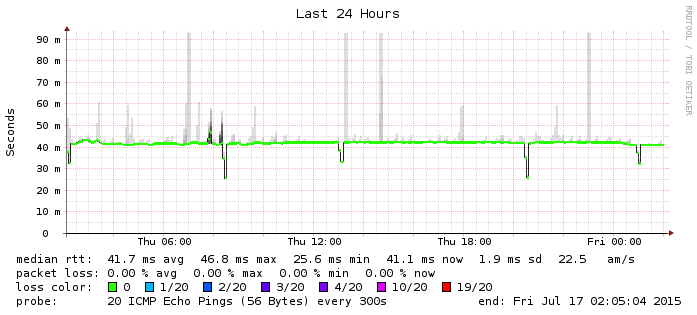 Last 24 Hours
RRDTOOL / TOBI OETIKER
Seconds
90 m
80 m
70 m
60 m
50 m
40 m
30 m
20 m
10 m
0
Thu 06:00 Thu 12:00 Thu 18:00 Fri 00:00
median rtt: 41.7 ms avg 46.8 ms max 25.6 ms min 41.1 ms now 1.9 ms sd 22.5 am/s
packet loss: 0.00 % avg 0.00 % max 0.00 % min 0.00 % now
loss color: 0 1/20 2/20 3/20 4/20 10/20 19/20
probe: 20 ICMP Echo Pings (56 Bytes) every 300s end: Fri Jul 17 02:05:04 2015